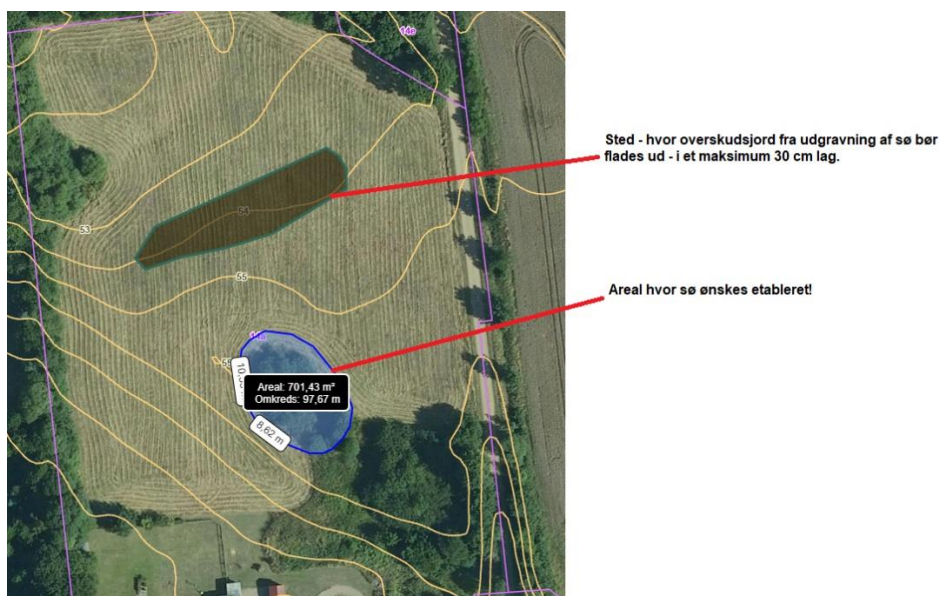 14e
Sted - hvor overskudsjord fra udgravning af sø bør
flades ud - i et maksimum 30 cm lag.
54
53
55
Areal hvor sø ønskes etableret!
Areal: 701,43 m²
Omkreds: 97,67 m
8,62 m